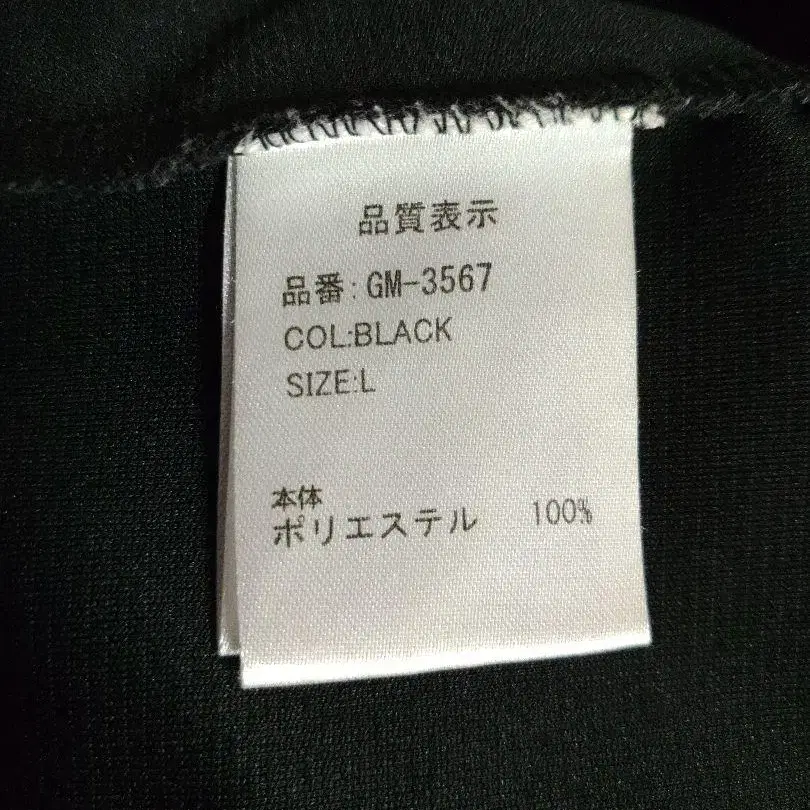 品質表示
品番:GM-3567
COL:BLACK
SIZE:L
本体
ポリエステル 100%